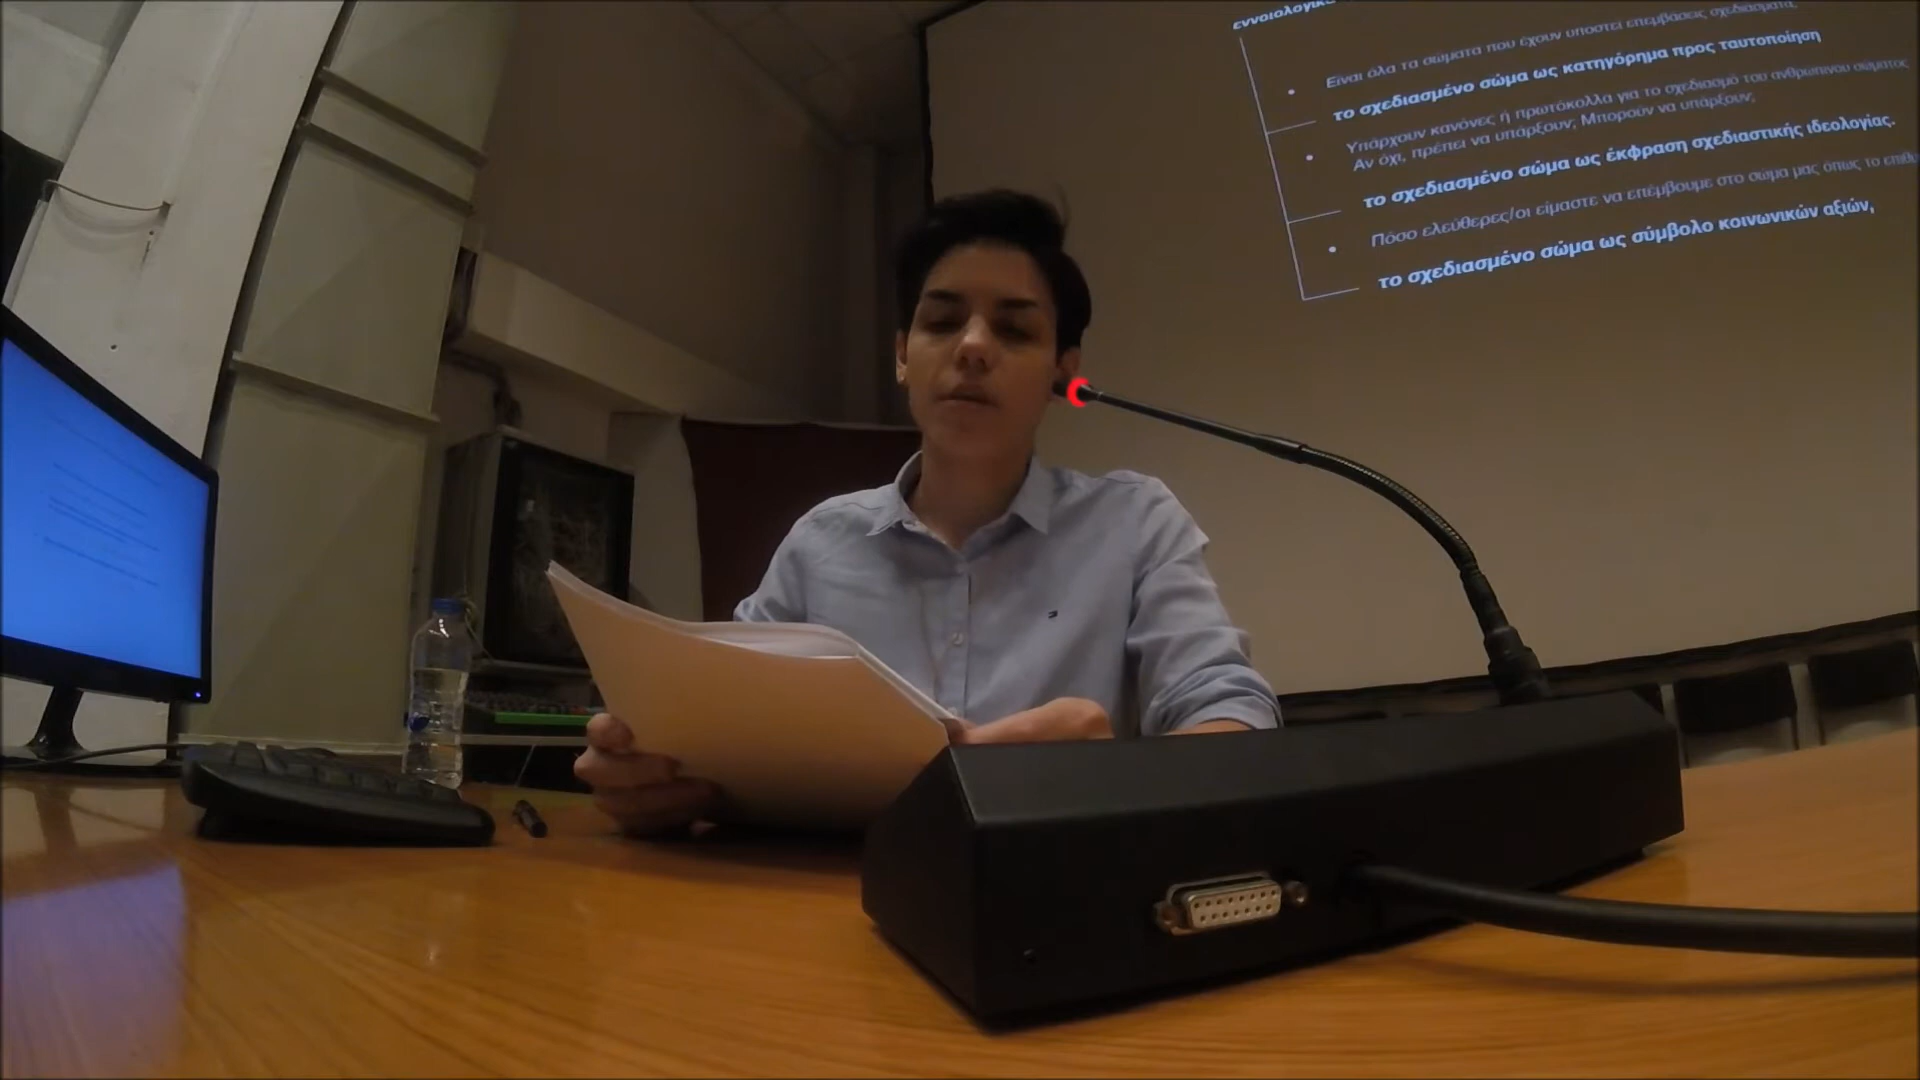 Είναι όλα τα σώματα που έχουν υποστεί επεμβάσεις σχεδιασμένα;
το σχεδιασμένο σώμα ως κατηγόρημα προς ταυτοποίηση
Υπάρχουν κανόνες ή πρωτόκολλα για το σχεδιασμό του ανθρώπινου σώματος
Αν όχι, πρέπει να υπάρξουν; Μπορούν να υπάρξουν;
το σχεδιασμένο σώμα ως έκφραση σχεδιαστικής ιδεολογίας.
Πόσο ελεύθερες/οι είμαστε να επέμβουμε στο σώμα μας όπως το
το σχεδιασμένο σώμα ως σύμβολο κοινωνικών αξιών,